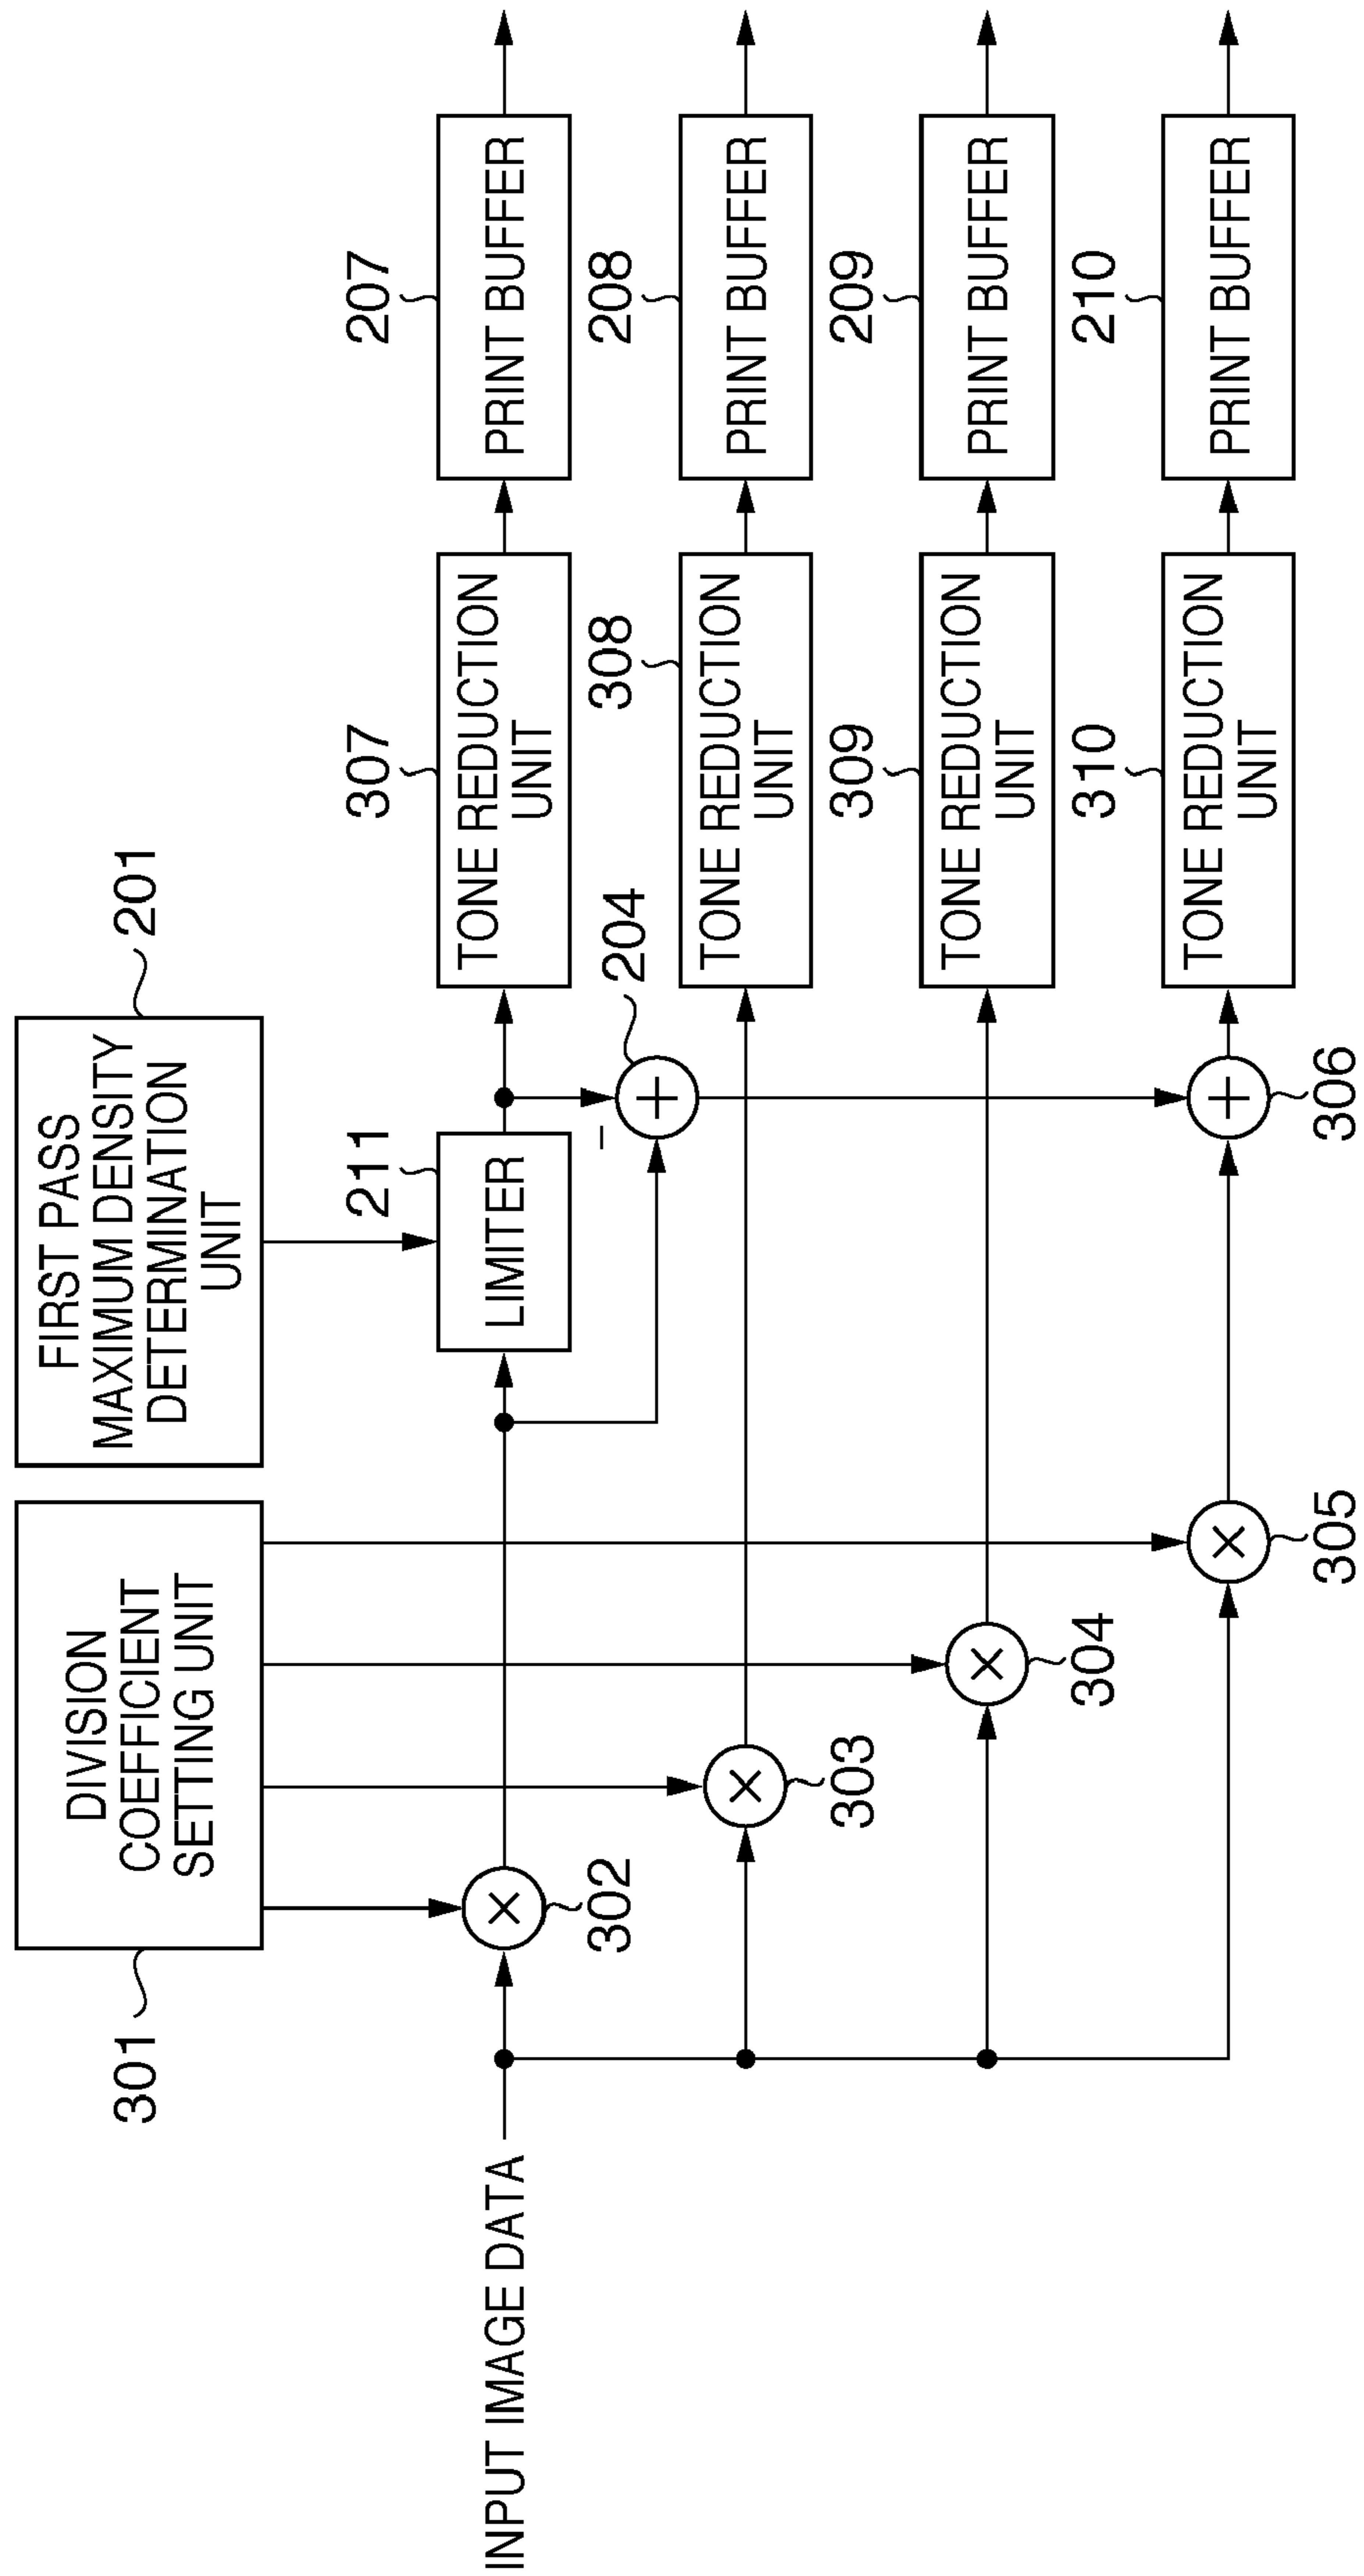 301
DIVISION
COEFFICIENT
SETTING UNIT
FIRST PASS
MAXIMUM DENSITY
DETERMINATION
UNIT
201
INPUT IMAGE DATA
×
302
LIMITER
211
TONE REDUCTION
UNIT
307
PRINT BUFFER
207
−
+
204
×
303
TONE REDUCTION
UNIT
308
PRINT BUFFER
208
×
304
TONE REDUCTION
UNIT
309
PRINT BUFFER
209
×
305
+
306
TONE REDUCTION
UNIT
310
PRINT BUFFER
210